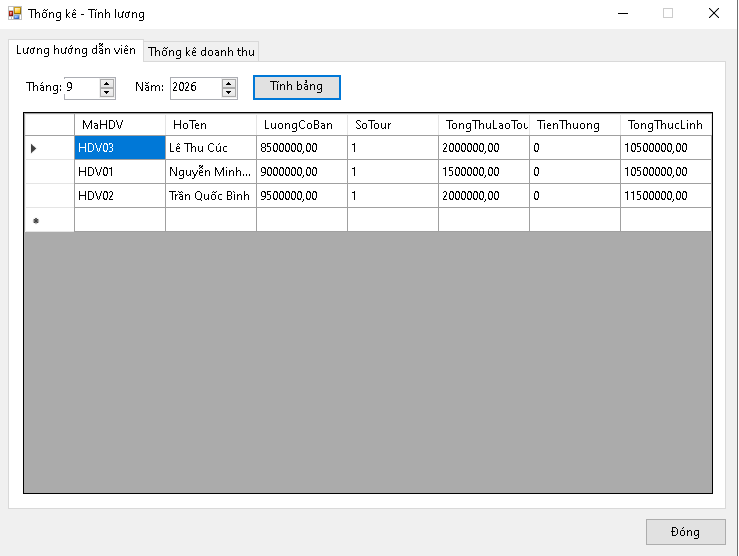 Thống kê - Tính lương
Lương hướng dẫn viên Thống kê doanh thu
Tháng: 9 Năm: 2026 Tính bảng
MaHDV HoTen LuongCoBan SoTour TongThuLaoTou TienThuong TongThucLinh
HDV03 Lê Thu Cúc 8500000,00 1 2000000,00 0 10500000,00
HDV01 Nguyễn Minh... 9000000,00 1 1500000,00 0 10500000,00
HDV02 Trần Quốc Bình 9500000,00 1 2000000,00 0 11500000,00
Đóng